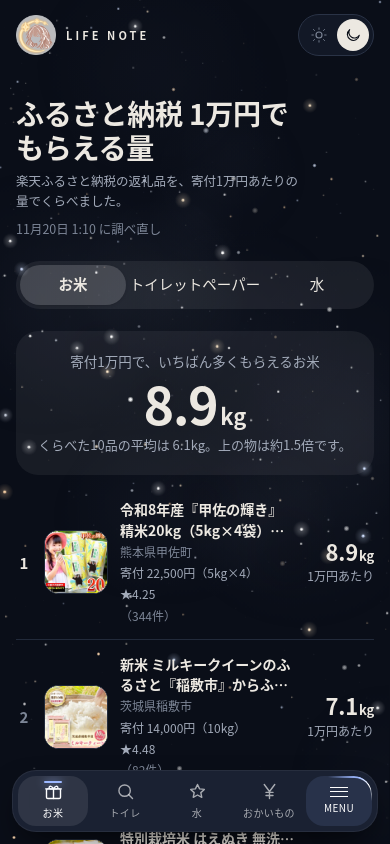 LIFE NOTE
ふるさと納税 1万円で
もらえる量
楽天ふるさと納税の返礼品を、寄付1万円あたりの
量でくらべました。
11月20日 1:10 に調べ直し
お米 トイレットペーパー 水
寄付1万円で、いちばん多くもらえるお米
8.9kg
くらべた10品の平均は 6.1kg。上の物は約1.5倍です。
令和8年産『甲佐の輝き』
精米20kg（5kg×4袋）…
熊本県甲佐町
寄付 22,500円（5kg×4）
★4.25
（344件）
1
20
8.9kg
1万円あたり
新米 ミルキークイーンのふ
るさと『稲敷市』からふ…
茨城県稲敷市
寄付 14,000円（10kg）
★4.48
2
7.1kg
1万円あたり
お米 トイレ 水 おかいもの MENU
特別栽培米 はえぬき 無洗…